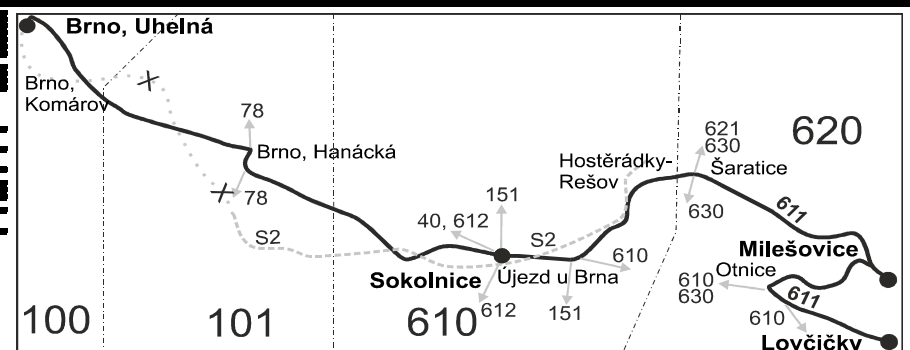 Brno, Uhelná
Brno,
Komárov
78
Brno, Hanácká
78
S2
40, 612
151
Hostěrádky-
Rešov
621
630
620
Šaratice
630
611
S2
Sokolnice
Újezd u Brna
610
612
151
Milešovice
Otnice
610
630
611
610
Lovčičky
100
101
610